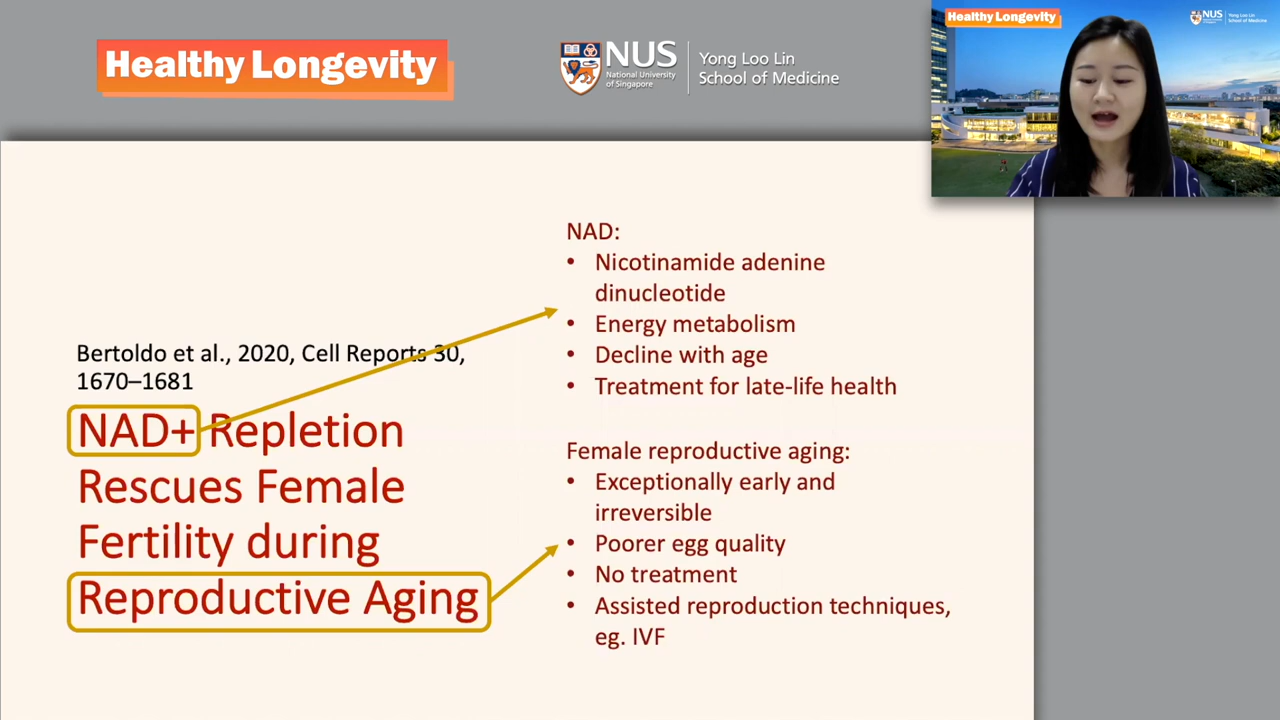 Healthy Longevity
NUS
National University
of Singapore
Yong Loo Lin
School of Medicine
Healthy Longevity
NUS
Yong Loo Lin
School of Medicine
Bertoldo et al., 2020, Cell Reports 30,
1670–1681
NAD+ Repletion
Rescues Female
Fertility during
Reproductive Aging
NAD:
• Nicotinamide adenine
dinucleotide
• Energy metabolism
• Decline with age
• Treatment for late-life health
Female reproductive aging:
• Exceptionally early and
irreversible
• Poorer egg quality
• No treatment
• Assisted reproduction techniques,
eg. IVF